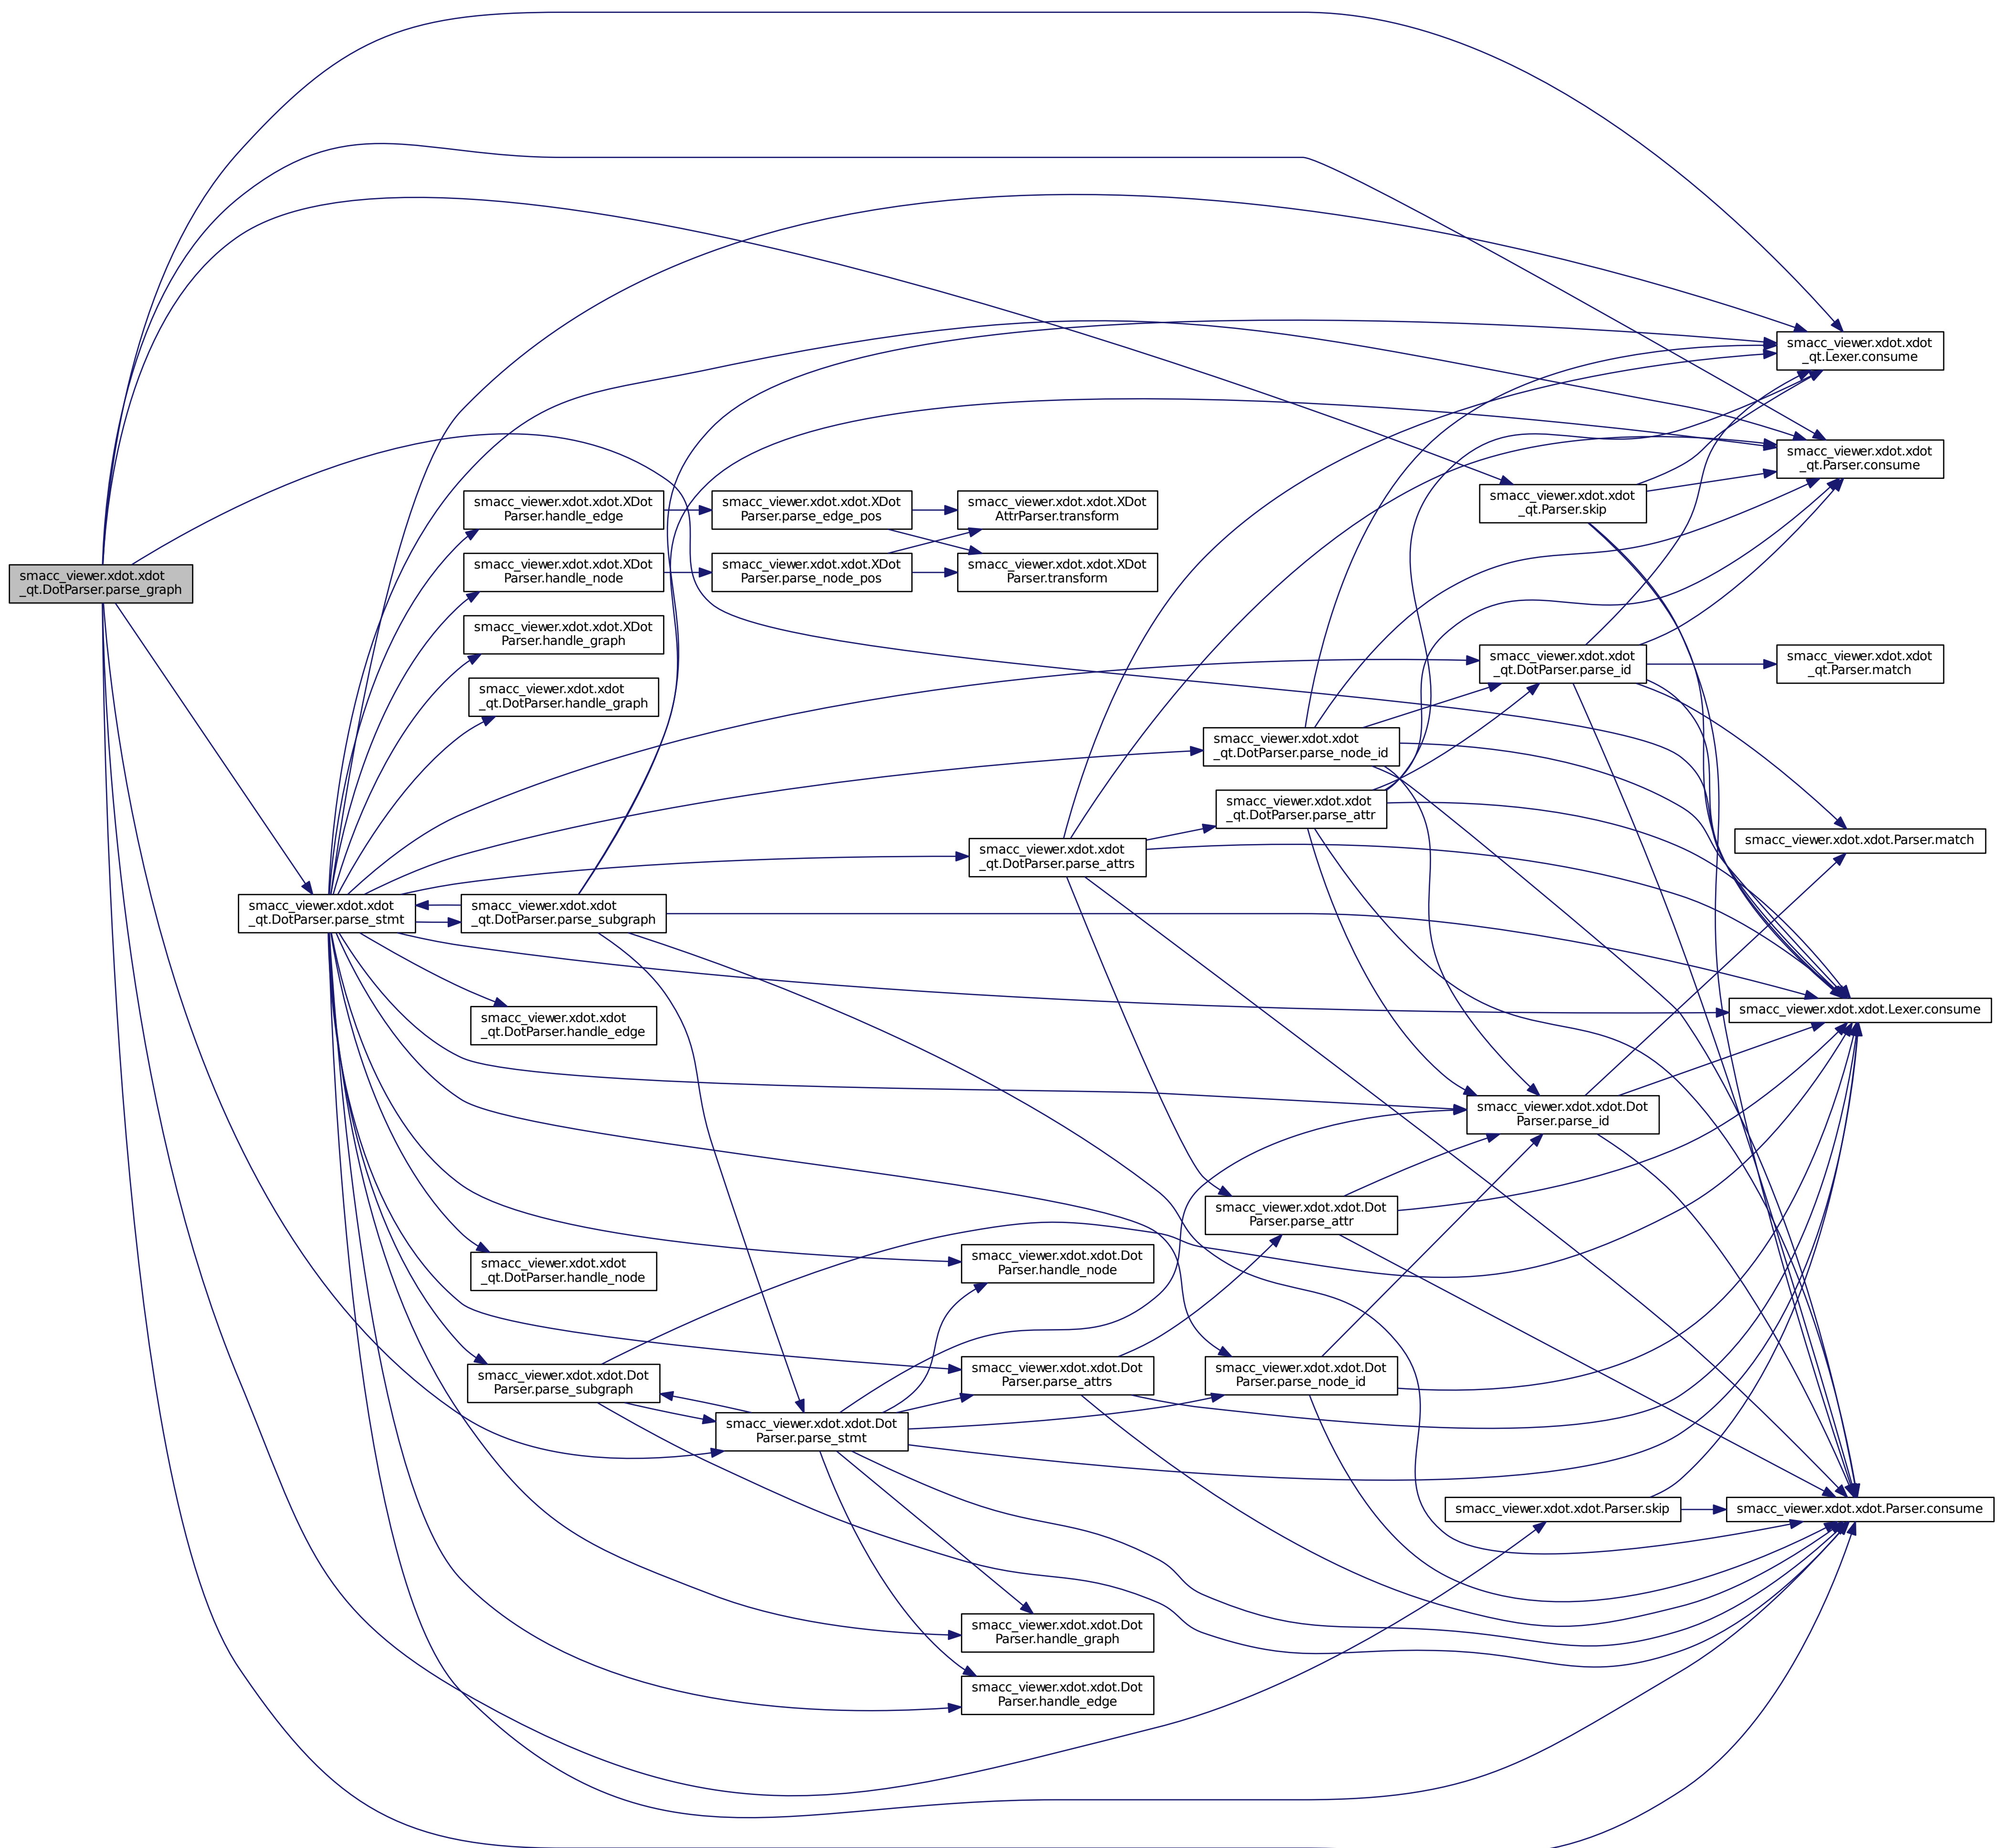 smacc_viewer.xdot.xdot
_qt.DotParser.parse_graph
smacc_viewer.xdot.xdot
_qt.DotParser.parse_stmt
smacc_viewer.xdot.xdot.XDot
Parser.handle_edge
smacc_viewer.xdot.xdot.XDot
Parser.handle_node
smacc_viewer.xdot.xdot.XDot
Parser.handle_graph
smacc_viewer.xdot.xdot
_qt.DotParser.handle_graph
smacc_viewer.xdot.xdot
_qt.DotParser.parse_subgraph
smacc_viewer.xdot.xdot
_qt.DotParser.handle_edge
smacc_viewer.xdot.xdot
_qt.DotParser.handle_node
smacc_viewer.xdot.xdot.Dot
Parser.parse_subgraph
smacc_viewer.xdot.xdot.XDot
Parser.parse_edge_pos
smacc_viewer.xdot.xdot.XDot
Parser.parse_node_pos
smacc_viewer.xdot.xdot.Dot
Parser.parse_stmt
smacc_viewer.xdot.xdot.XDot
AttrParser.transform
smacc_viewer.xdot.xdot.XDot
Parser.transform
smacc_viewer.xdot.xdot
_qt.DotParser.parse_attrs
smacc_viewer.xdot.xdot.Dot
Parser.handle_node
smacc_viewer.xdot.xdot.Dot
Parser.parse_attrs
smacc_viewer.xdot.xdot.Dot
Parser.handle_graph
smacc_viewer.xdot.xdot.Dot
Parser.handle_edge
smacc_viewer.xdot.xdot
_qt.DotParser.parse_node_id
smacc_viewer.xdot.xdot
_qt.DotParser.parse_attr
smacc_viewer.xdot.xdot.Dot
Parser.parse_attr
smacc_viewer.xdot.xdot.Dot
Parser.parse_node_id
smacc_viewer.xdot.xdot
_qt.Parser.skip
smacc_viewer.xdot.xdot
_qt.DotParser.parse_id
smacc_viewer.xdot.xdot.Dot
Parser.parse_id
smacc_viewer.xdot.xdot.Parser.skip
smacc_viewer.xdot.xdot
_qt.Lexer.consume
smacc_viewer.xdot.xdot
_qt.Parser.consume
smacc_viewer.xdot.xdot
_qt.Parser.match
smacc_viewer.xdot.xdot.Parser.match
smacc_viewer.xdot.xdot.Lexer.consume
smacc_viewer.xdot.xdot.Parser.consume